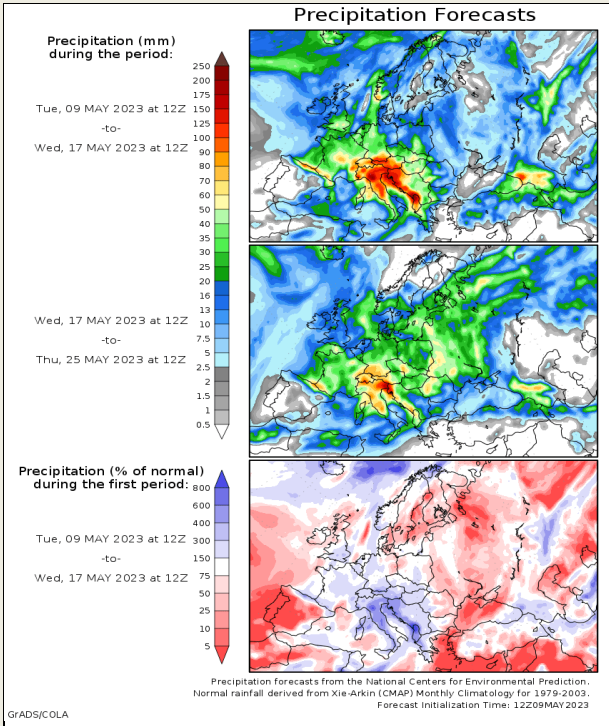 Precipitation Forecasts
Precipitation (mm)
during the period:
Tue, 09 MAY 2023 at 12Z
-to-
Wed, 17 MAY 2023 at 12Z
250
200
175
150
125
100
90
80
70
60
50
40
35
30
25
20
16
13
10
7.5
5
2.5
2
1.5
1
0.5
Wed, 17 MAY 2023 at 12Z
-to-
Thu, 25 MAY 2023 at 12Z
Precipitation (% of normal)
during the first period:
Tue, 09 MAY 2023 at 12Z
-to-
Wed, 17 MAY 2023 at 12Z
800
600
400
300
150
75
50
25
10
5
Precipitation forecasts from the National Centers for Environmental Prediction.
Normal rainfall derived from Xie-Arkin (CMAP) Monthly Climatology for 1979-2003.
Forecast Initialization Time: 12Z09MAY2023
GrADS/COLA